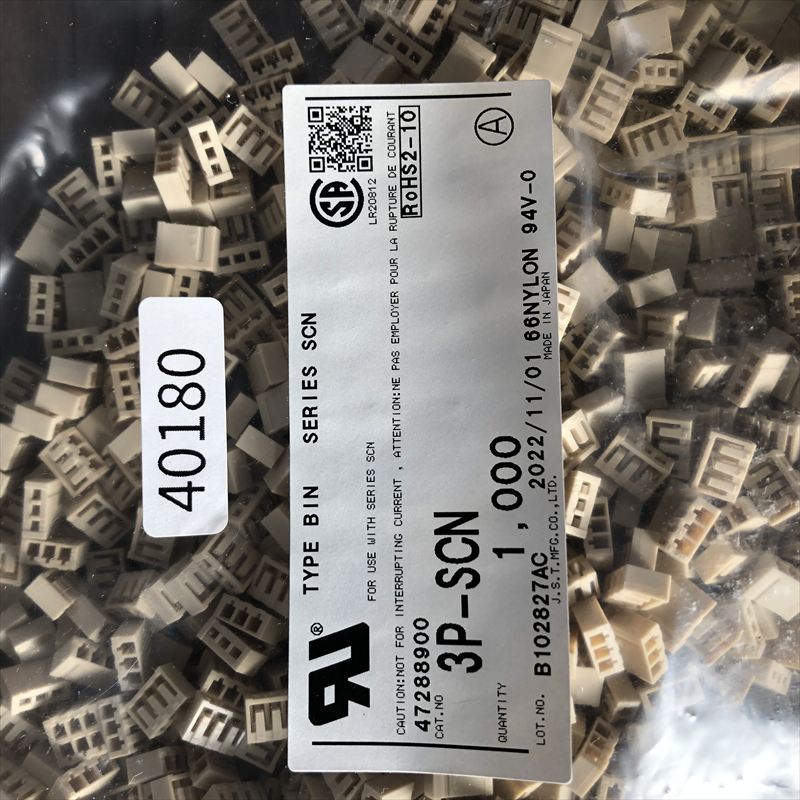 40180
TYPE BIN SERIES SCN
FOR USE WITH SERIES SCN
LR20812
CAUTION:NOT FOR INTERRUPTING CURRENT , ATTENTION:NE PAS EMPLOYER POUR LA RUPTURE DE COURANT
47288900
RoHS2-10
CAT.NO
3P-SCN
A
QUANTITY
1,000
LOT.NO. B102827AC 2022/11/01 66NYLON 94V-0
J.S.T.MFG.CO.,LTD. MADE IN JAPAN